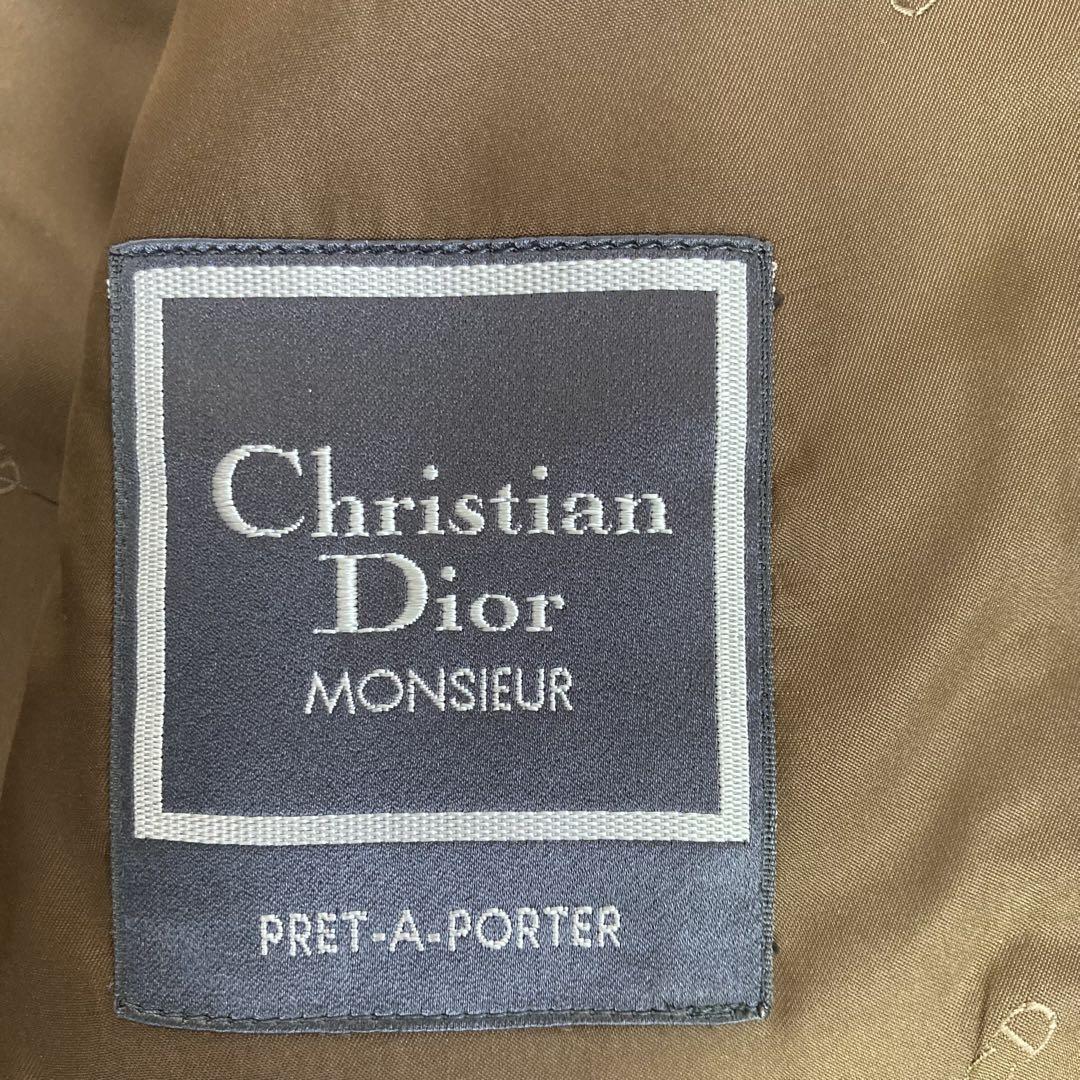 Christian
Dior
MONSIEUR
PRET-A-PORTER
D